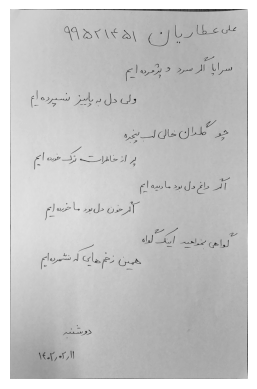 علی عطاریان ۹۹۵۲۱۴۵۱
سراپا اگر سرد و پژمرده ایم
ولی دل به پاییز نسپرده ایم
چو گلدان خالی لب پنجره
پر از خاطرات ترک خورده ایم
اگر داغ دل بود ما دیده ایم
اگر خون دل بود ما خورده ایم
گواهی بخواهید اینک گواه
همین زخم هایی که نشمرده ایم
دوشنبه
۱۴۰۲،۰۲،۱۱